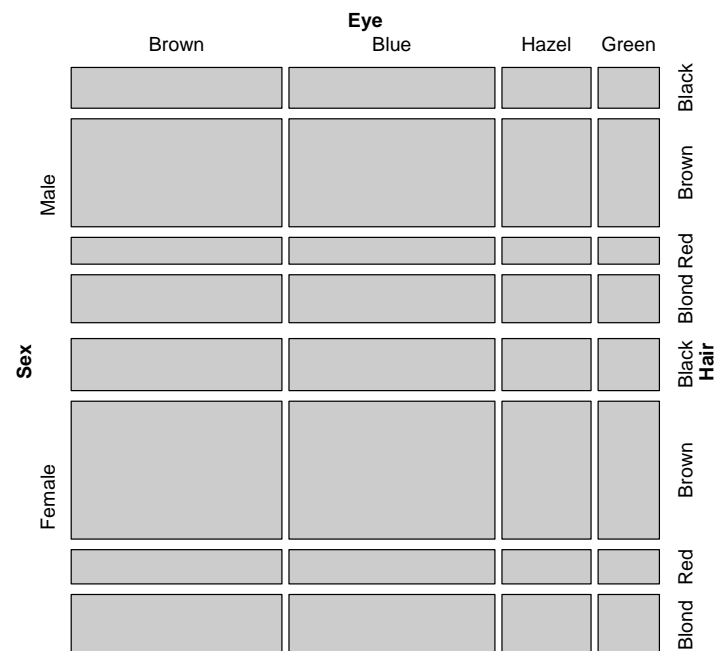 Eye
Brown Blue Hazel Green
Black
Brown
Red
Blond
Male
Sex
Hair
Black
Brown
Red
Blond
Female